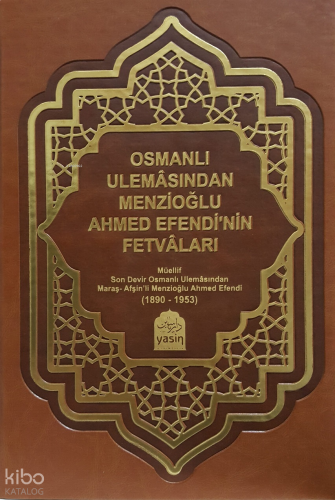 OSMANLI
ULEMÂSINDAN
MENZİOĞLU
AHMED EFENDİ'NİN
FETVÂLARI
Müellif
Son Devir Osmanlı Ulemâsından
Maraş- Afşin'li Menzioğlu Ahmed Efendi
(1890 - 1953)
yasin
kibo
KATALOG